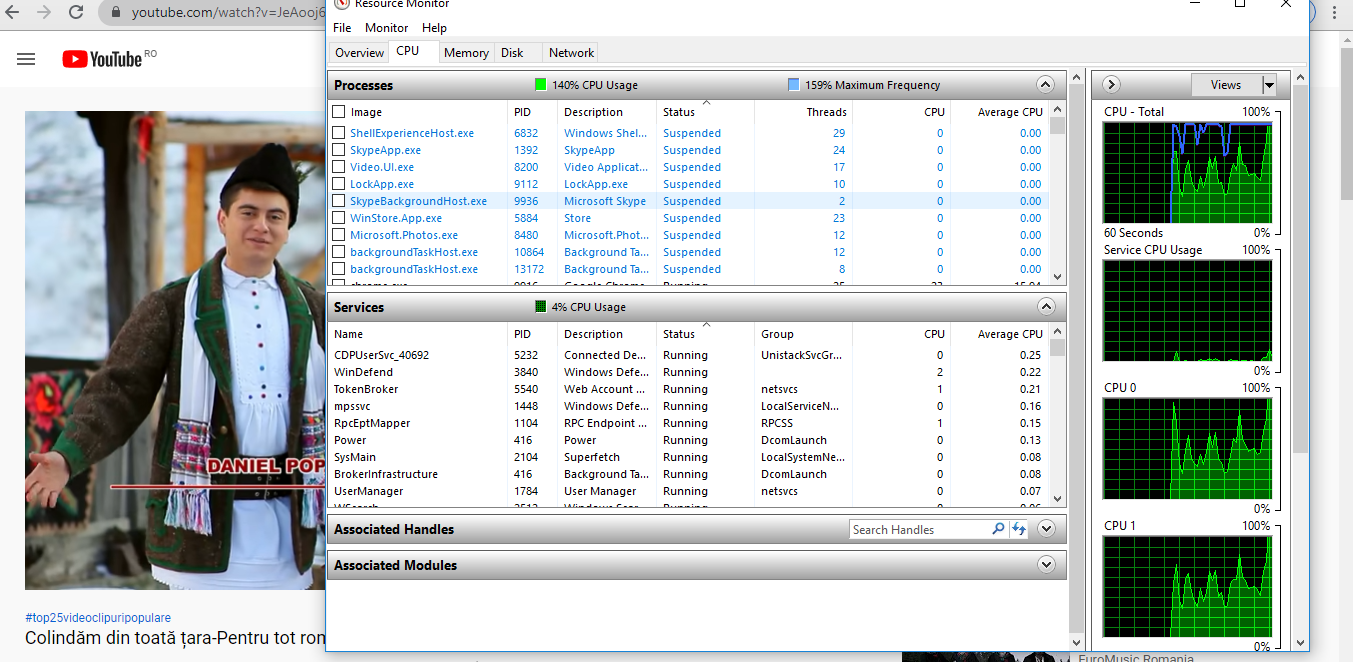 youtube.com/watch?v=JeAooj6
YouTube RO
DANIEL POP
#top25videoclipuripopulare
Colindăm din toată țara-Pentru tot rom
Resource Monitor
File Monitor Help
Overview CPU Memory Disk Network
Processes 140% CPU Usage 159% Maximum Frequency
Image PID Description Status Threads CPU Average CPU
ShellExperienceHost.exe 6832 Windows Shel... Suspended 29 0 0.00
SkypeApp.exe 1392 SkypeApp Suspended 24 0 0.00
Video.UI.exe 8200 Video Applicat... Suspended 17 0 0.00
LockApp.exe 9112 LockApp.exe Suspended 10 0 0.00
SkypeBackgroundHost.exe 9936 Microsoft Skype Suspended 2 0 0.00
WinStore.App.exe 5884 Store Suspended 23 0 0.00
Microsoft.Photos.exe 8480 Microsoft.Phot... Suspended 12 0 0.00
backgroundTaskHost.exe 10864 Background Ta... Suspended 12 0 0.00
backgroundTaskHost.exe 13172 Background Ta... Suspended 8 0 0.00
Services 4% CPU Usage
Name PID Description Status Group CPU Average CPU
CDPUserSvc_40692 5232 Connected De... Running UnistackSvcGr... 0 0.25
WinDefend 3840 Windows Defe... Running 2 0.22
TokenBroker 5540 Web Account ... Running netsvcs 1 0.21
mpssvc 1448 Windows Defe... Running LocalServiceN... 0 0.16
RpcEptMapper 1104 RPC Endpoint ... Running RPCSS 1 0.15
Power 416 Power Running DcomLaunch 0 0.13
SysMain 2104 Superfetch Running LocalSystemNe... 0 0.08
BrokerInfrastructure 416 Background Ta... Running DcomLaunch 0 0.08
UserManager 1784 User Manager Running netsvcs 0 0.07
Associated Handles Search Handles
Associated Modules
Views
CPU - Total 100%
60 Seconds 0%
Service CPU Usage 100%
0%
CPU 0 100%
0%
CPU 1 100%
0%
EuroMusic Romania